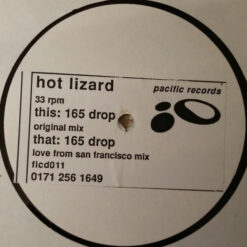 hot lizard
pacific records
33 rpm
this: 165 drop
original mix
that: 165 drop
love from san francisco mix
ficd011
0171 256 1649